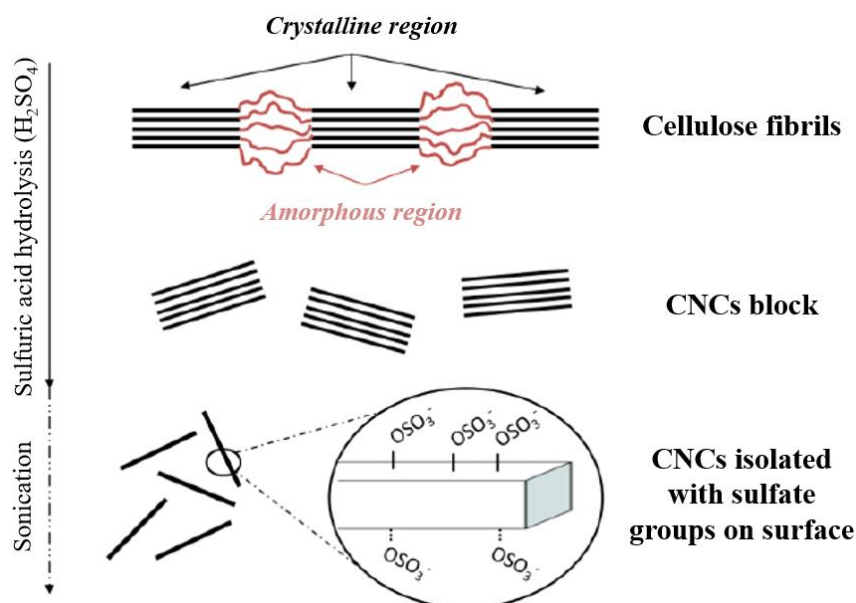 Crystalline region
Sulfuric acid hydrolysis (H₂SO₄)
Cellulose fibrils
Amorphous region
CNCs block
Sonication
OSO₃⁻
OSO₃⁻
OSO₃⁻
CNCs isolated
with sulfate
groups on surface
OSO₃⁻
OSO₃⁻